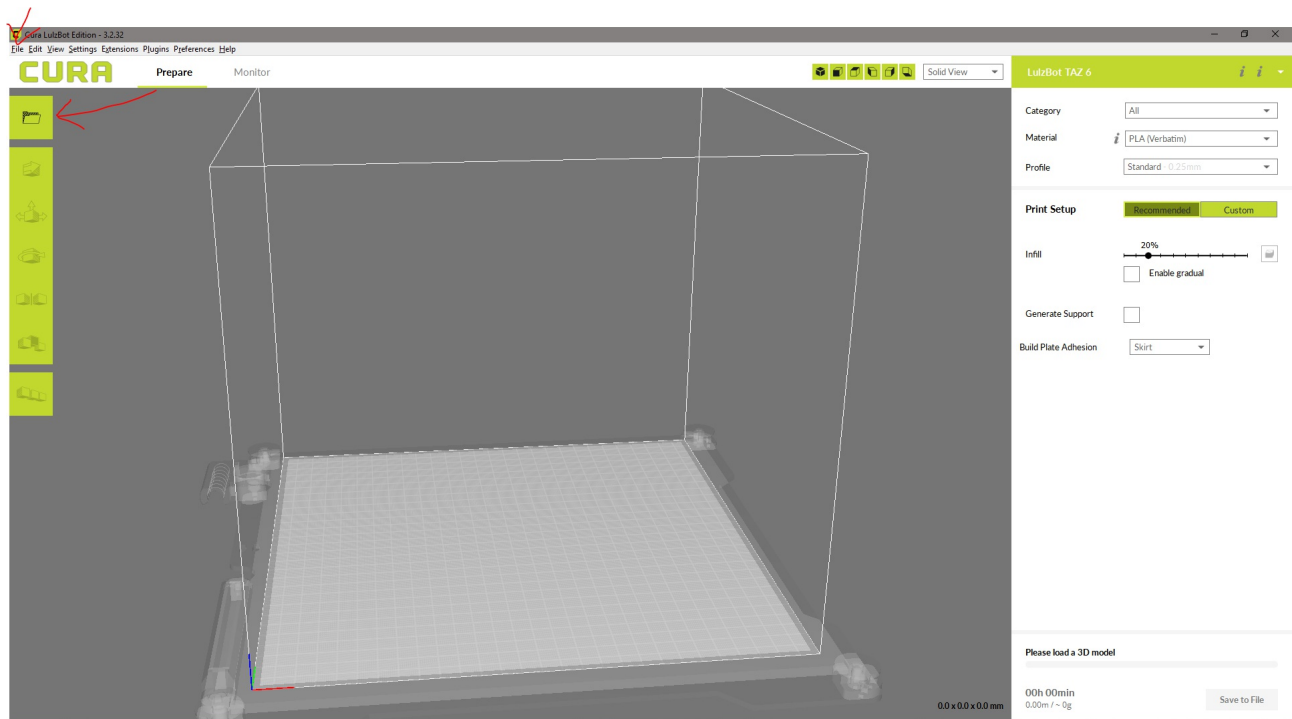 Cura LulzBot Edition - 3.2.32
File Edit View Settings Extensions Plugins Preferences Help
CURA Prepare Monitor Solid View LulzBot TAZ 6 i i
Category All
Material i PLA (Verbatim)
Profile Standard - 0.25mm
Print Setup Recommended Custom
20%
Infill
Enable gradual
Generate Support
Build Plate Adhesion Skirt
Please load a 3D model
00h 00min
0.00m / ~ 0g
Save to File
0.0 x 0.0 x 0.0 mm